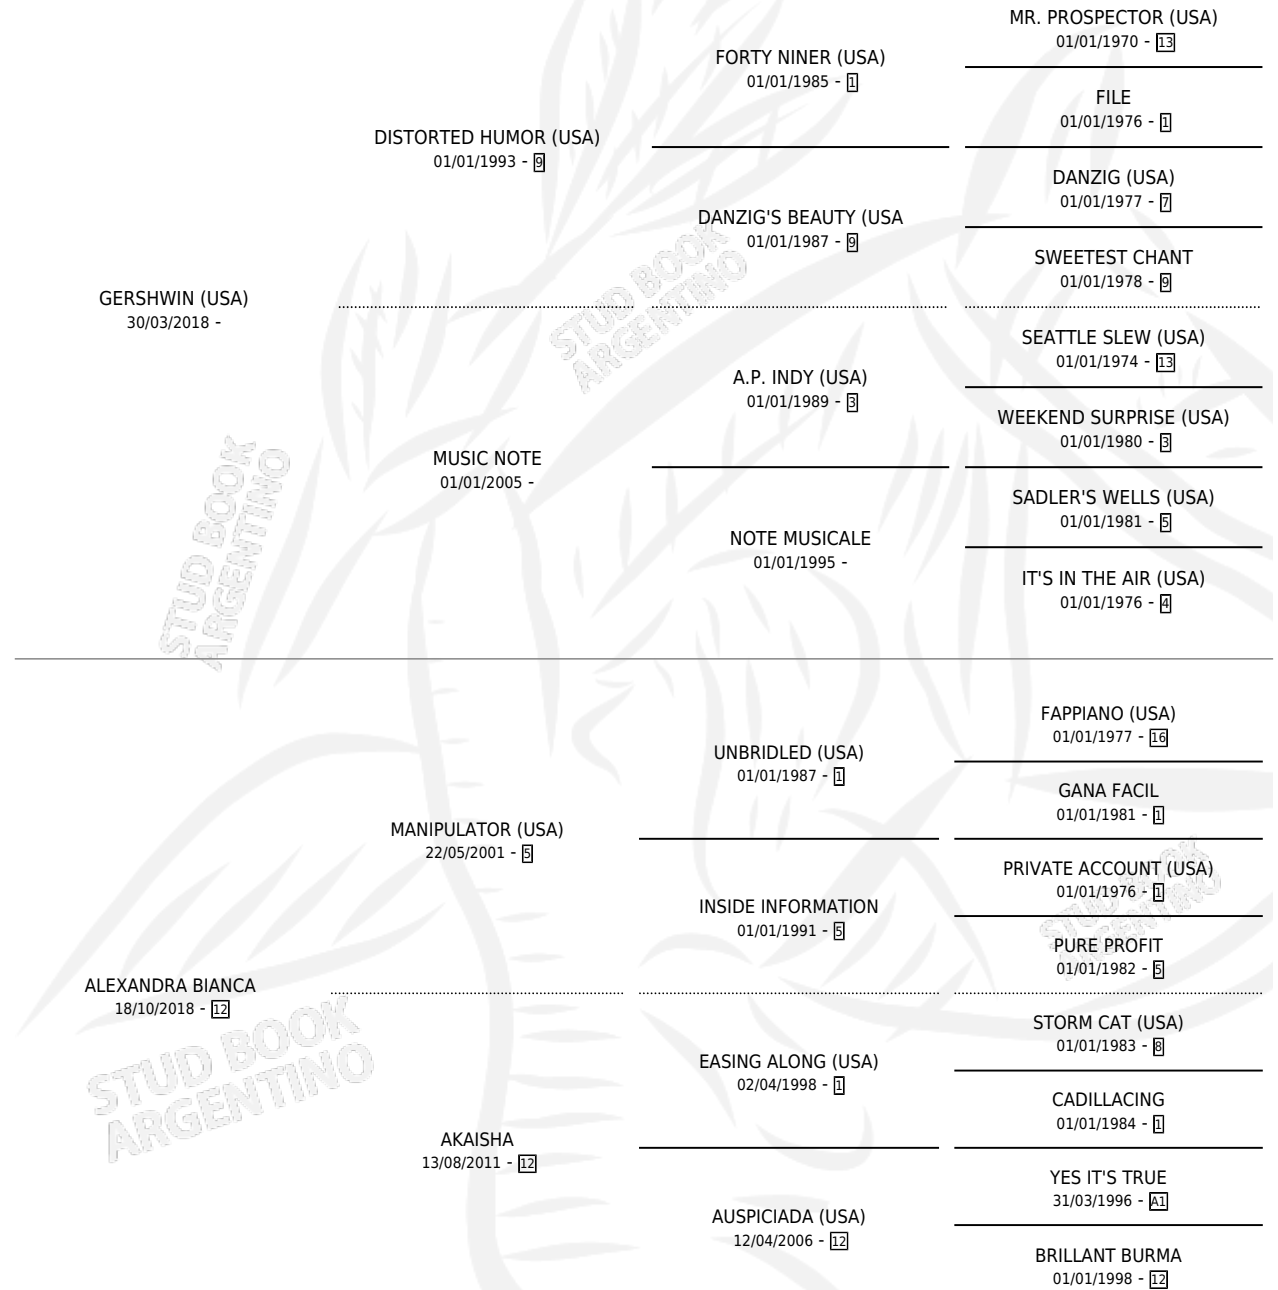 MR. PROSPECTOR (USA)
01/01/1970 - 13
FORTY NINER (USA)
01/01/1985 - 1
FILE
01/01/1976 - 1
DISTORTED HUMOR (USA)
01/01/1993 - 9
DANZIG (USA)
01/01/1977 - 7
DANZIG'S BEAUTY (USA
01/01/1987 - 9
SWEETEST CHANT
01/01/1978 - 9
GERSHWIN (USA)
30/03/2018 -
STUD BOOK
ARGENTINO
SEATTLE SLEW (USA)
01/01/1974 - 13
A.P. INDY (USA)
01/01/1989 - 3
WEEKEND SURPRISE (USA)
01/01/1980 - 3
MUSIC NOTE
01/01/2005 -
SADLER'S WELLS (USA)
01/01/1981 - 5
NOTE MUSICALE
01/01/1995 -
IT'S IN THE AIR (USA)
01/01/1976 - 4
STUD BOOK
ARGENTINO
FAPPIANO (USA)
01/01/1977 - 16
UNBRIDLED (USA)
01/01/1987 - 1
GANA FACIL
01/01/1981 - 1
MANIPULATOR (USA)
22/05/2001 - 5
PRIVATE ACCOUNT (USA)
01/01/1976 - 1
INSIDE INFORMATION
01/01/1991 - 5
STUD BOOK
ARGENTINO
PURE PROFIT
01/01/1982 - 5
ALEXANDRA BIANCA
18/10/2018 - 12
STUD BOOK
ARGENTINO
STORM CAT (USA)
01/01/1983 - 8
EASING ALONG (USA)
02/04/1998 - 1
CADILLACING
01/01/1984 - 1
AKAISHA
13/08/2011 - 12
YES IT'S TRUE
31/03/1996 - A1
AUSPICIADA (USA)
12/04/2006 - 12
BRILLANT BURMA
01/01/1998 - 12